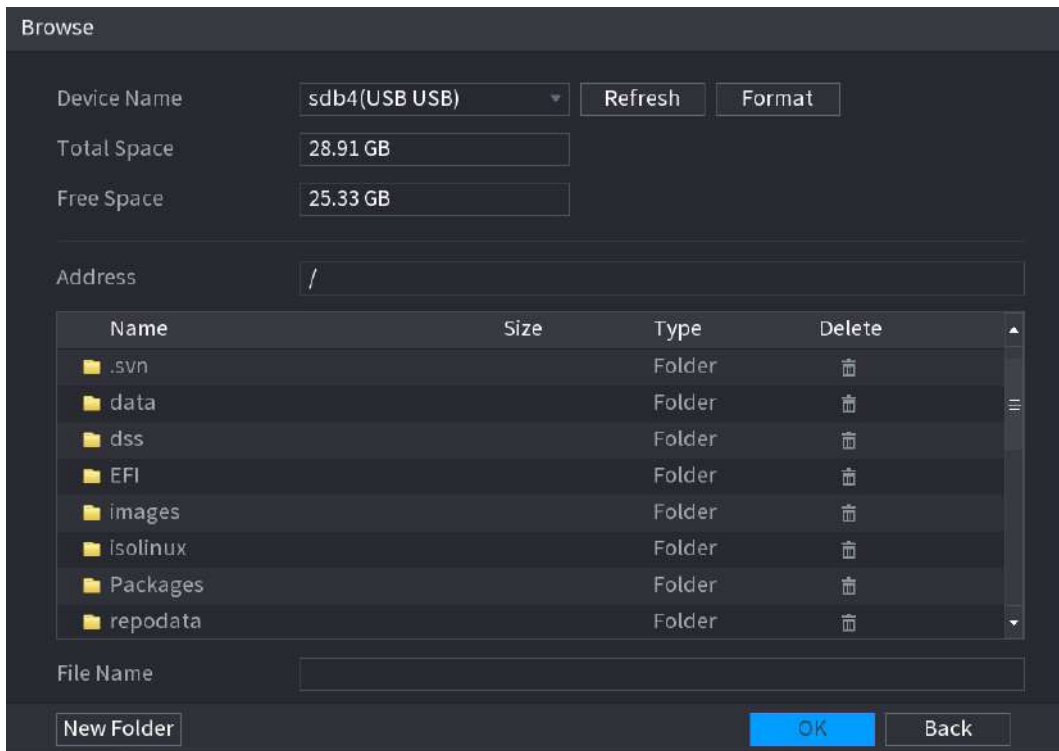 Browse
Device Name sdb4(USB USB) Refresh Format
Total Space 28.91 GB
Free Space 25.33 GB
Address /
Name Size Type Delete
.svn Folder
data Folder
dss Folder
EFI Folder
images Folder
isolinux Folder
Packages Folder
repodata Folder
File Name
New Folder OK Back